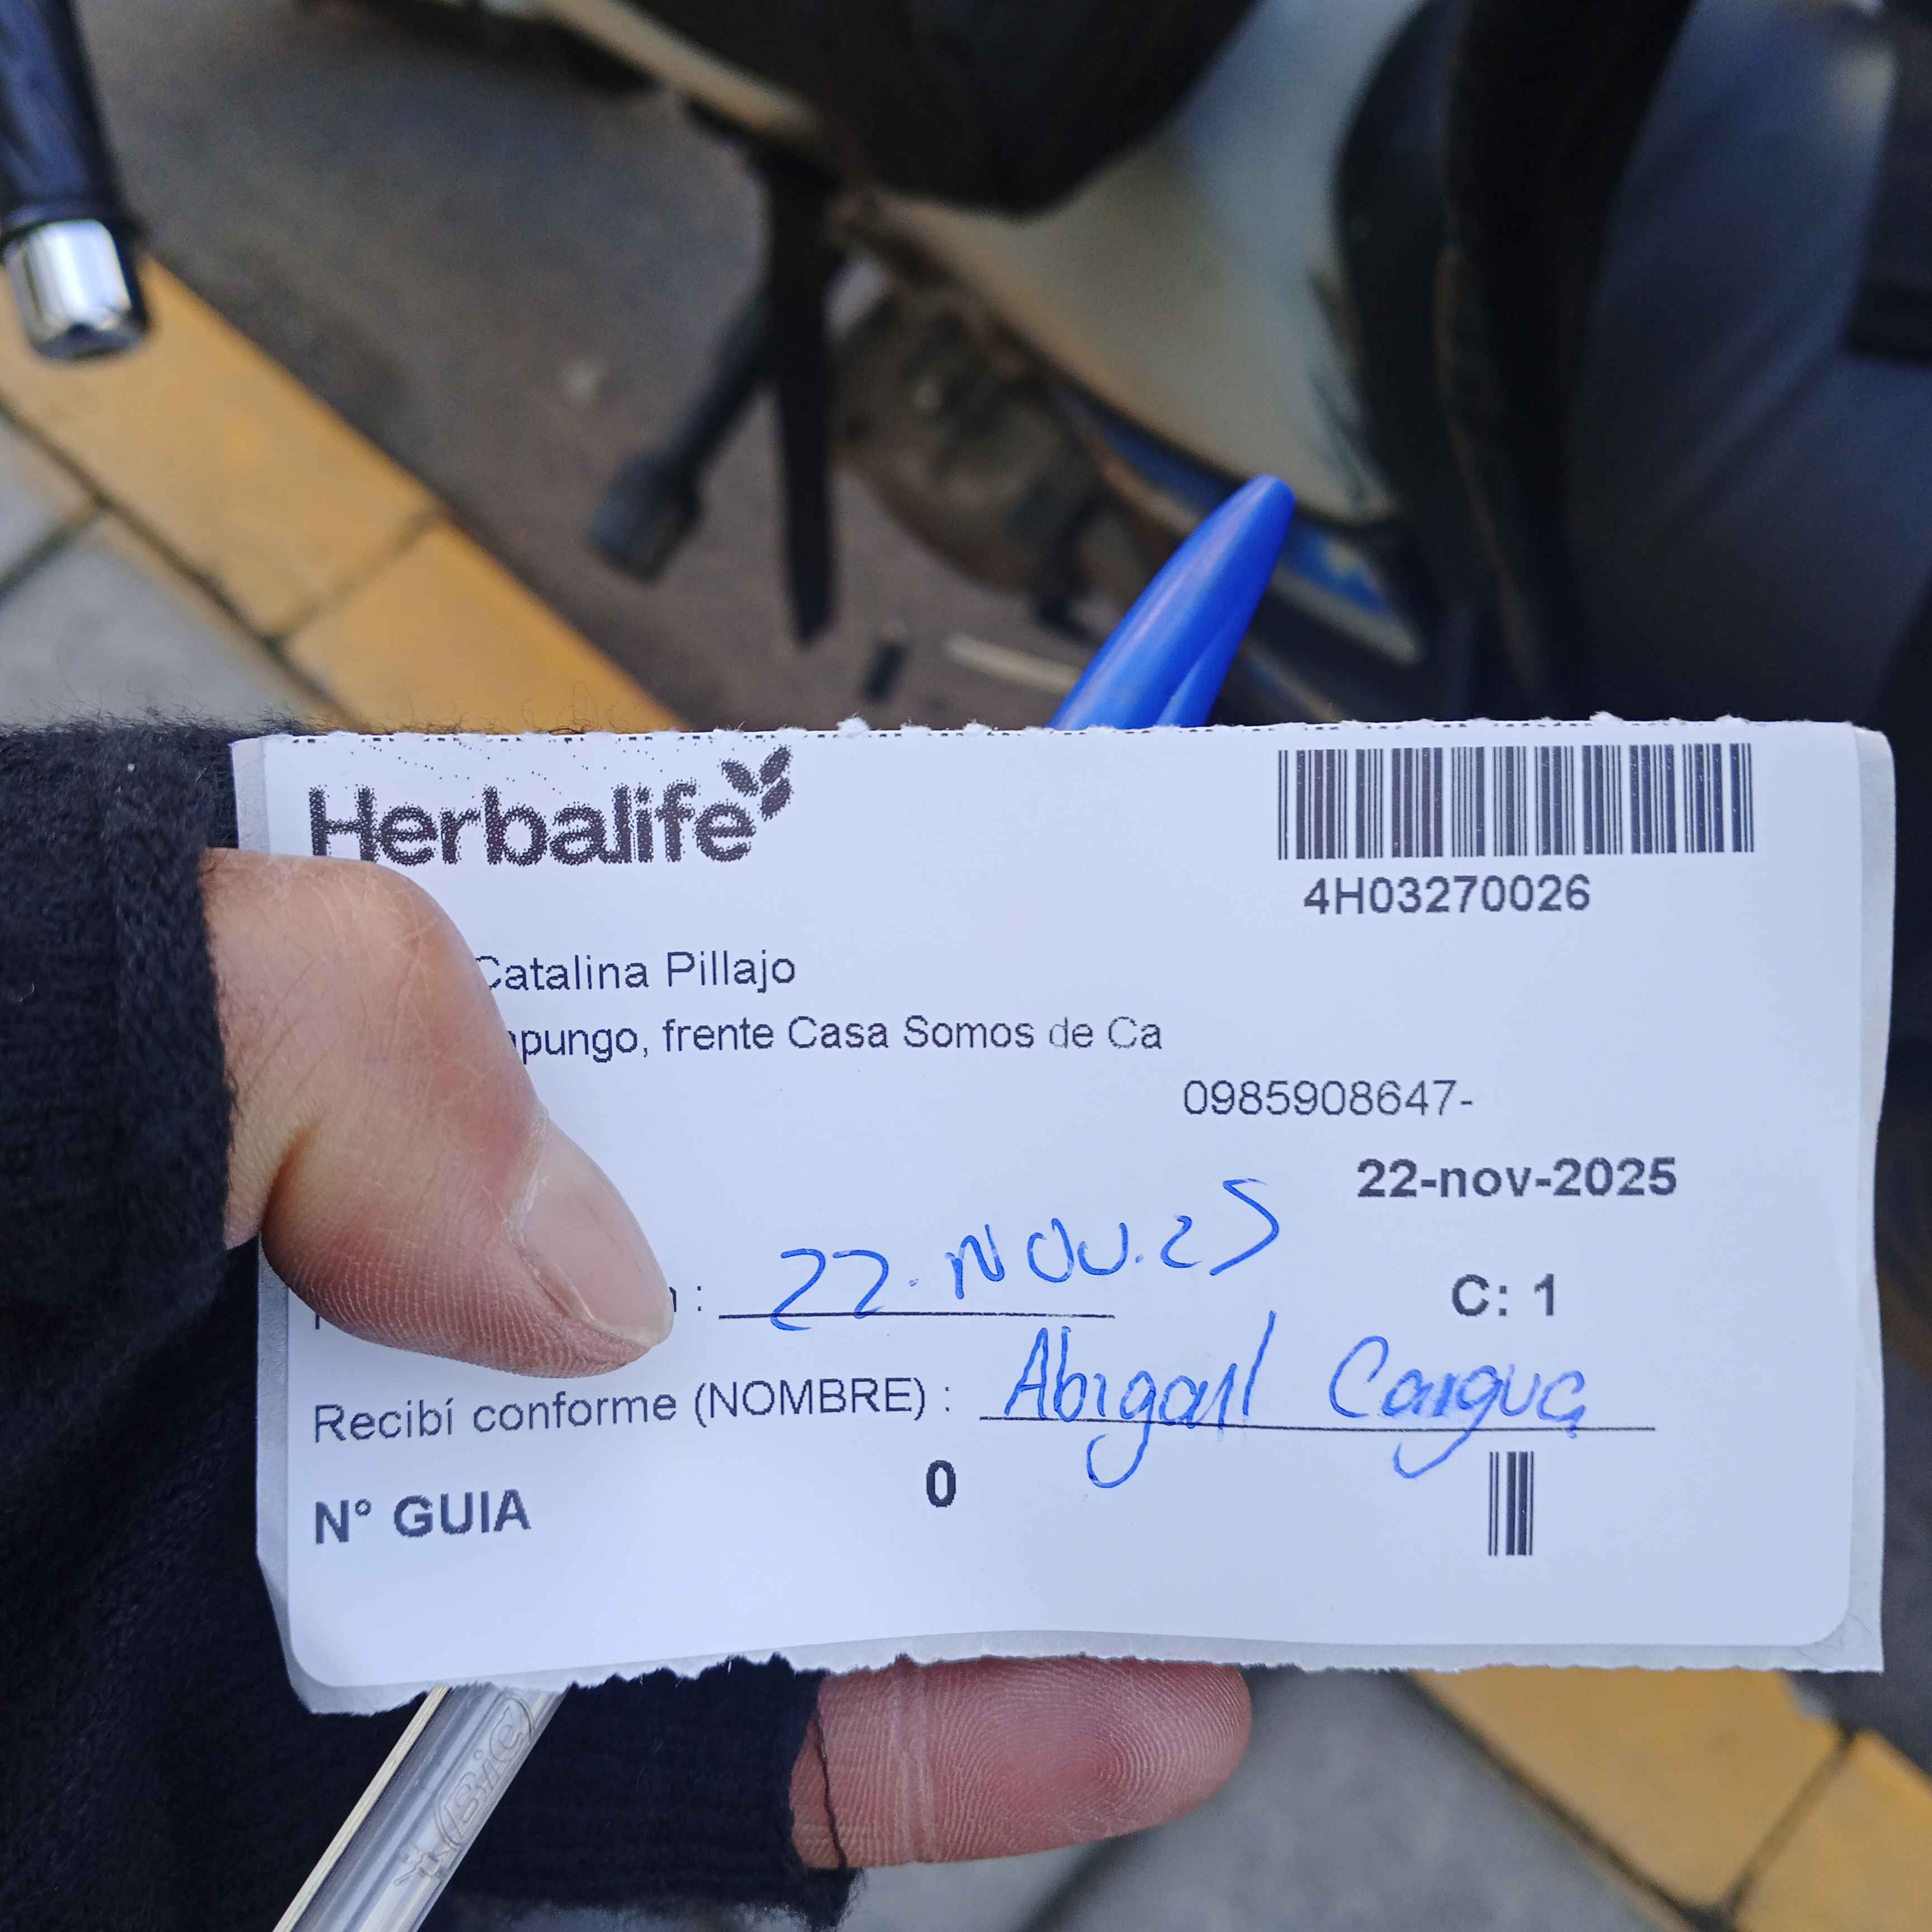 Herbalife
4H03270026
Catalina Pillajo
pungo, frente Casa Somos de Ca
0985908647-
22-nov-2025
: 22.NOV.25
C: 1
Recibí conforme (NOMBRE) : Abigail Cargua
N° GUIA 0
BiC